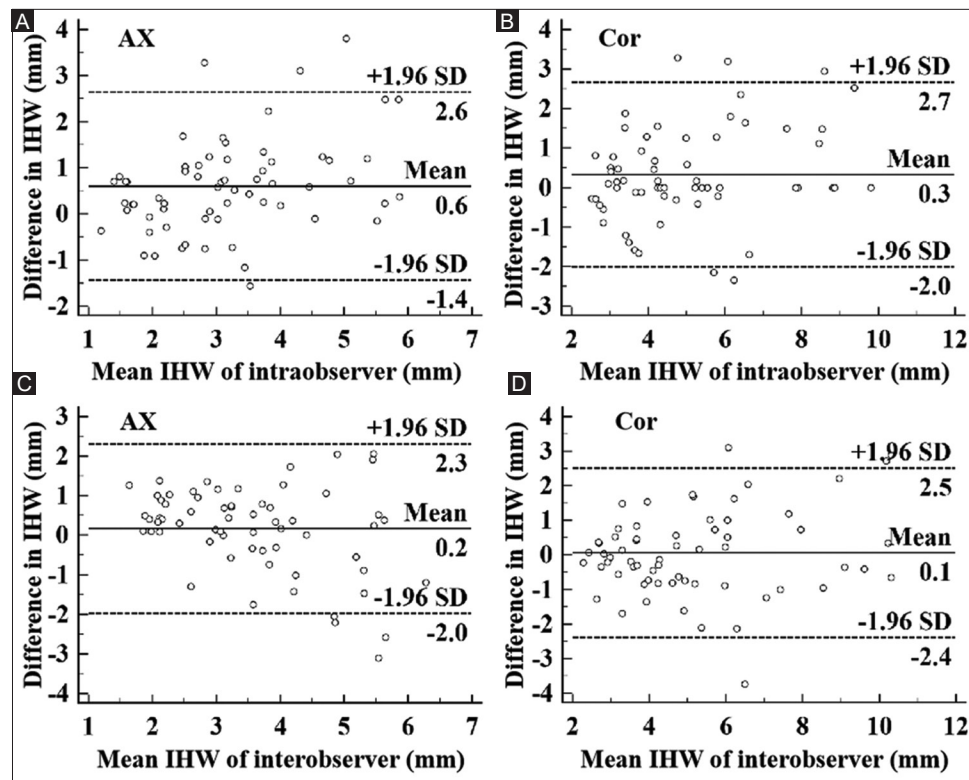 A
AX
4
3
2
1
0
-1
-2
Difference in IHW (mm)
+1.96 SD
2.6
Mean
0.6
-1.96 SD
-1.4
1 2 3 4 5 6 7
Mean IHW of intraobserver (mm)
B
Cor
4
3
2
1
0
-1
-2
-3
Difference in IHW (mm)
+1.96 SD
2.7
Mean
0.3
-1.96 SD
-2.0
2 4 6 8 10 12
Mean IHW of intraobserver (mm)
C
AX
3
2
1
0
-1
-2
-3
-4
Difference in IHW (mm)
+1.96 SD
2.3
Mean
0.2
-1.96 SD
-2.0
1 2 3 4 5 6 7
Mean IHW of interobserver (mm)
D
Cor
4
3
2
1
0
-1
-2
-3
-4
Difference in IHW (mm)
+1.96 SD
2.5
Mean
0.1
-1.96 SD
-2.4
2 4 6 8 10 12
Mean IHW of interobserver (mm)